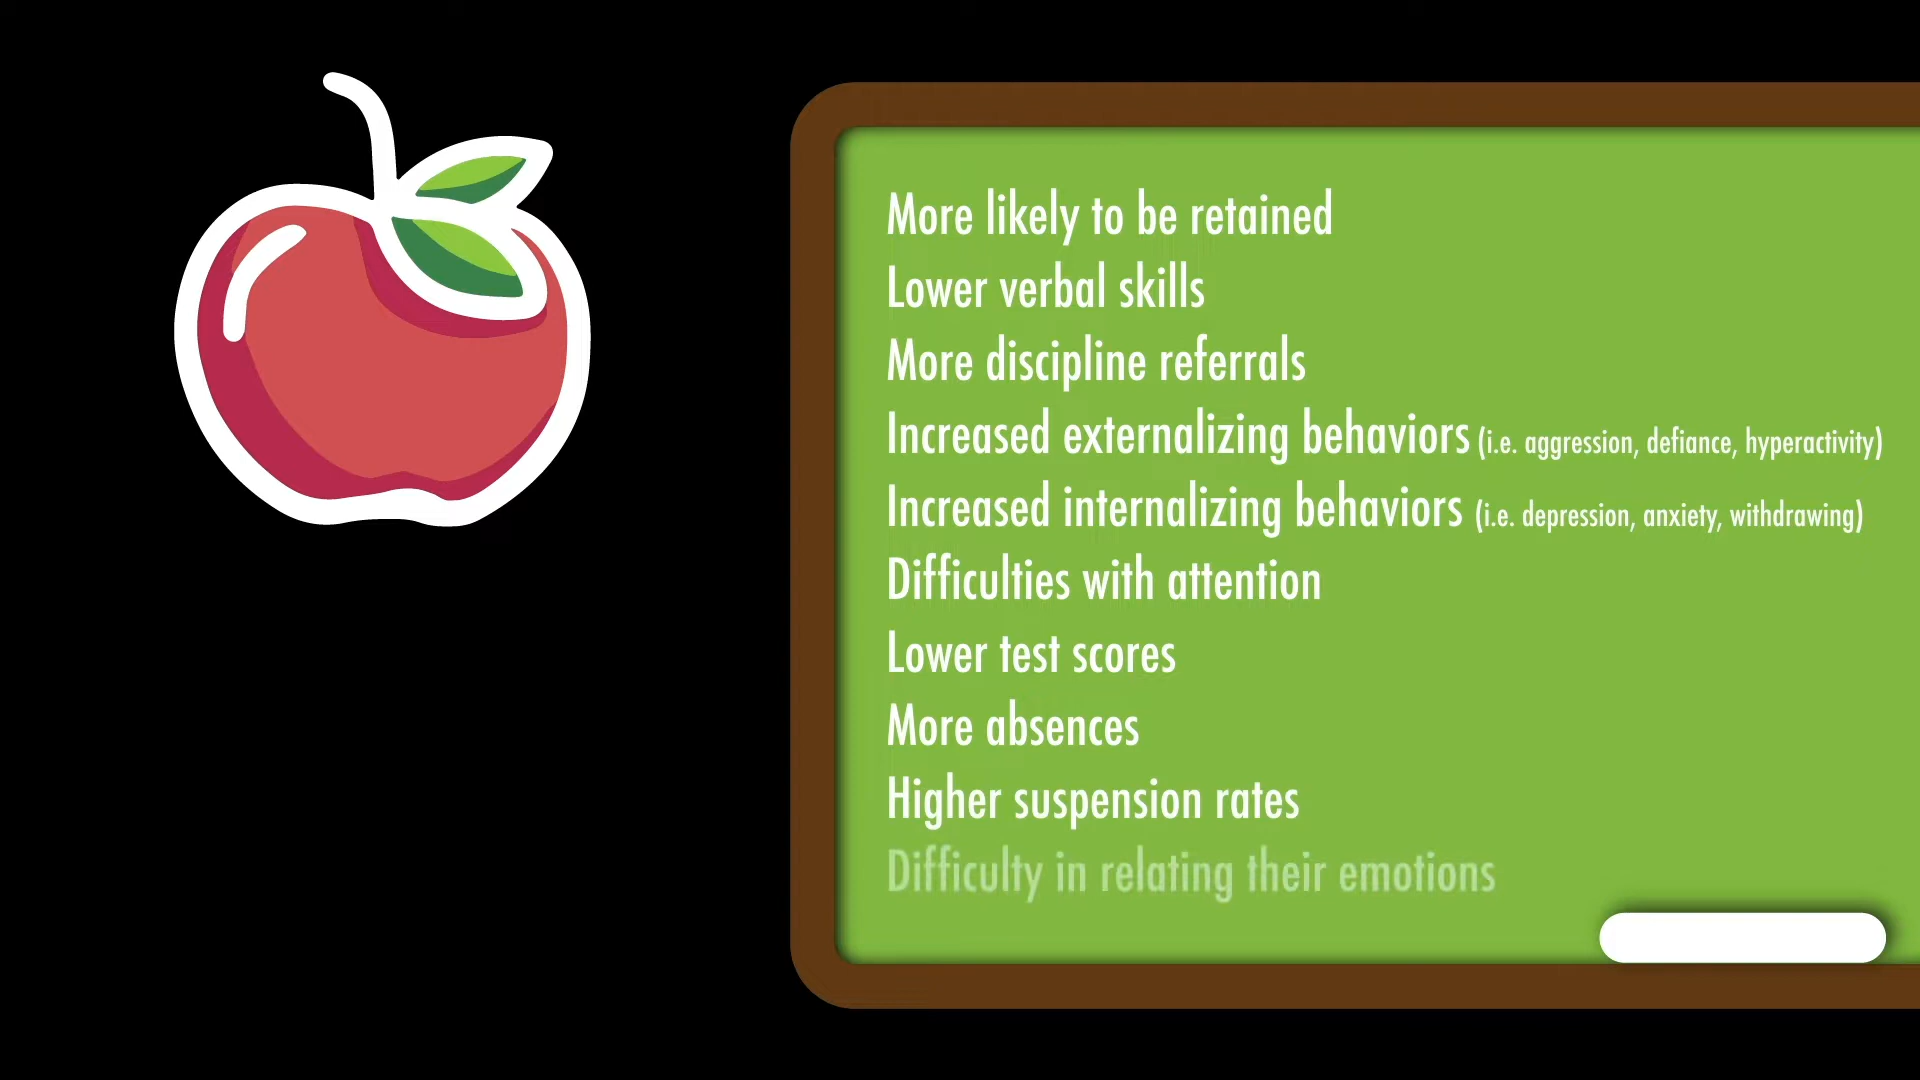 More likely to be retained
Lower verbal skills
More discipline referrals
Increased externalizing behaviors (i.e. aggression, defiance, hyperactivity)
Increased internalizing behaviors (i.e. depression, anxiety, withdrawing)
Difficulties with attention
Lower test scores
More absences
Higher suspension rates
Difficulty in relating their emotions